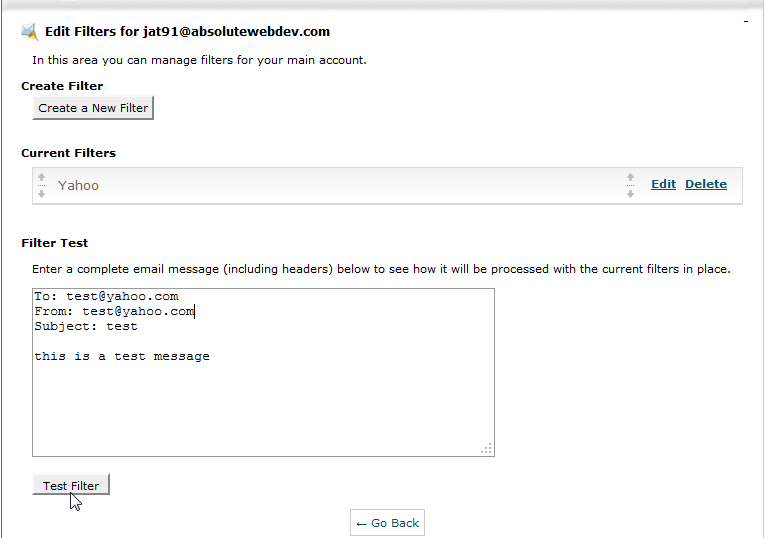 Edit Filters for jat91@absolutewebdev.com
In this area you can manage filters for your main account.
Create Filter
Create a New Filter
Current Filters
Yahoo Edit Delete
Filter Test
Enter a complete email message (including headers) below to see how it will be processed with the current filters in place.
To: test@yahoo.com
From: test@yahoo.com
Subject: test
this is a test message
Test Filter
← Go Back